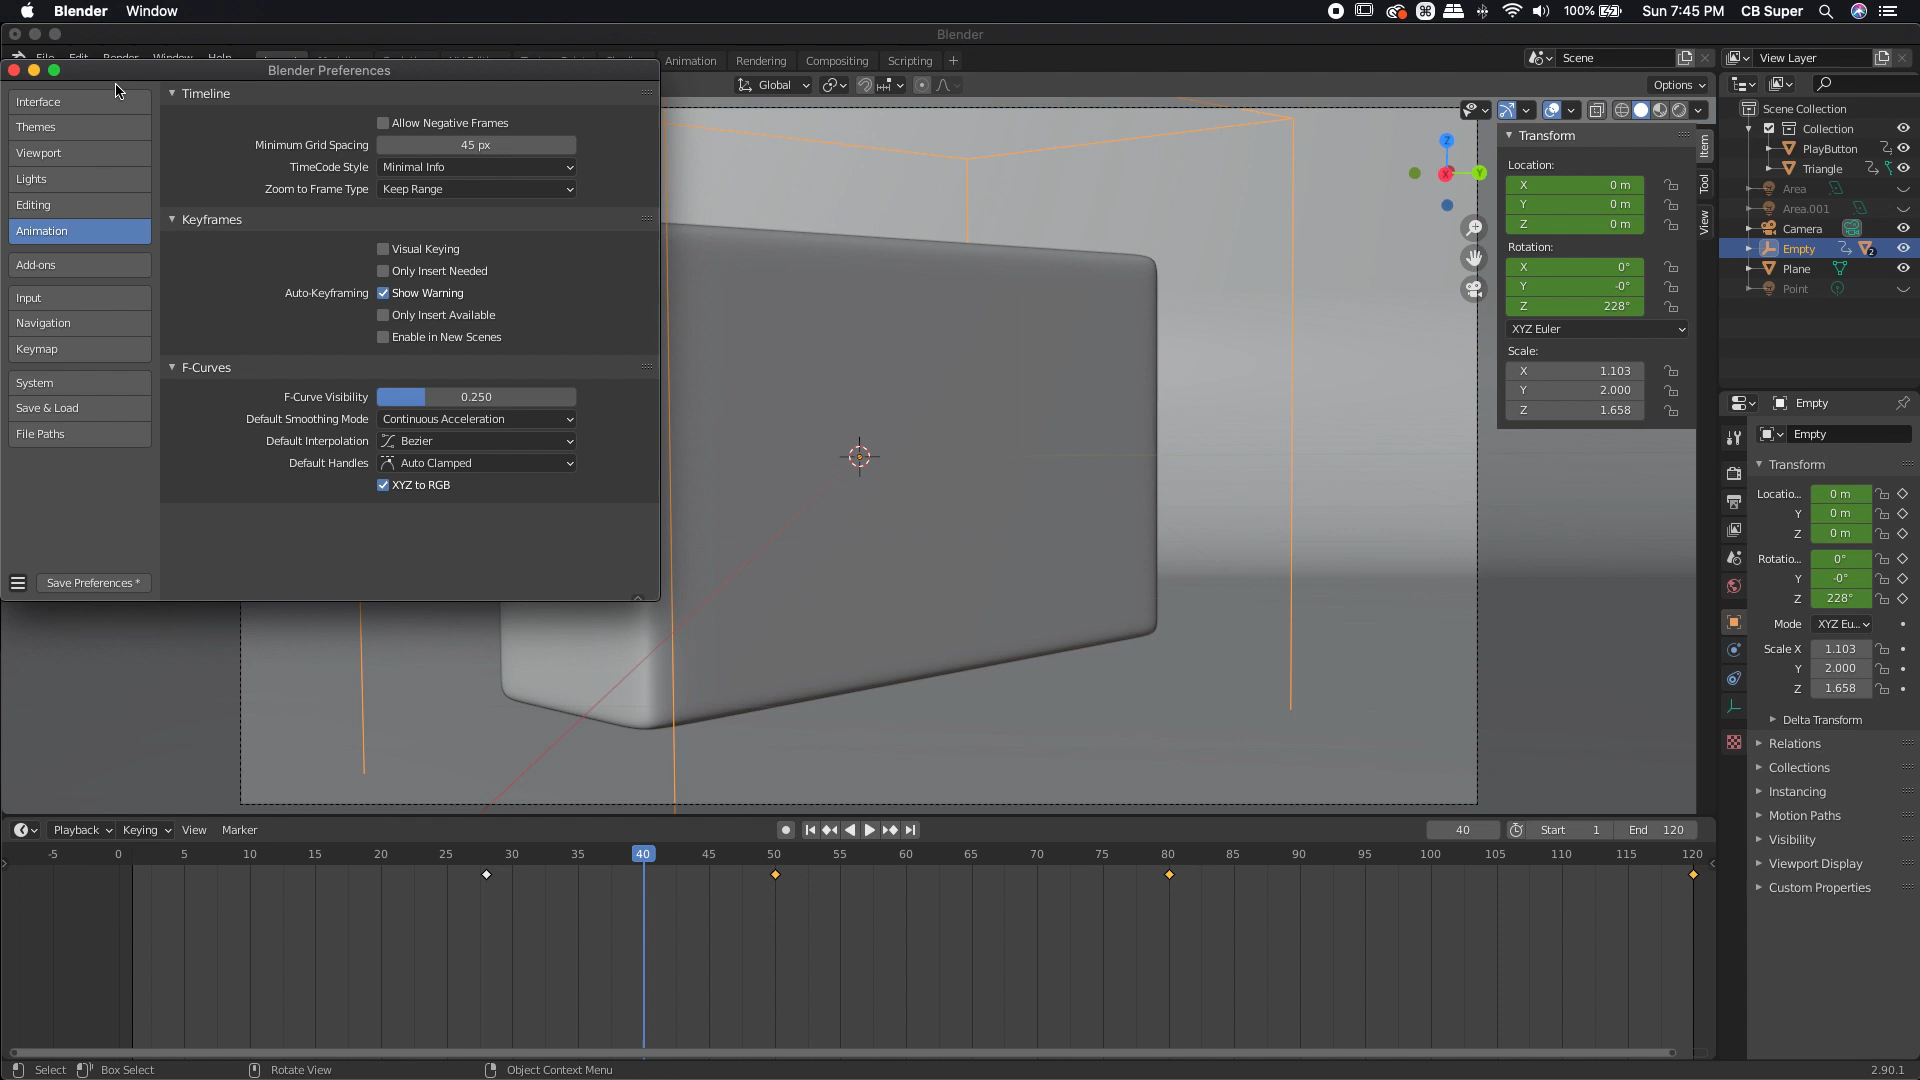 Blender Window
100% Sun 7:45 PM CB Super
Blender
File Edit Render Window Help
Animation Rendering Compositing Scripting +
Scene
View Layer
Blender Preferences
Global
Options
Interface
Themes
Viewport
Lights
Editing
Animation
Add-ons
Input
Navigation
Keymap
System
Save & Load
File Paths
Save Preferences *
Timeline
Allow Negative Frames
Minimum Grid Spacing 45 px
TimeCode Style Minimal Info
Zoom to Frame Type Keep Range
Keyframes
Visual Keying
Only Insert Needed
Auto-Keyframing Show Warning
Only Insert Available
Enable in New Scenes
F-Curves
F-Curve Visibility 0.250
Default Smoothing Mode Continuous Acceleration
Default Interpolation Bezier
Default Handles Auto Clamped
XYZ to RGB
Z
X
Y
Transform
Location:
X 0 m
Y 0 m
Z 0 m
Rotation:
X 0°
Y -0°
Z 228°
XYZ Euler
Scale:
X 1.103
Y 2.000
Z 1.658
Item
Tool
View
Scene Collection
Collection
PlayButton
Triangle
Area
Area.001
Camera
Empty 2
Plane
Point
Empty
Empty
Transform
Locatio... 0 m
Y 0 m
Z 0 m
Rotatio... 0°
Y -0°
Z 228°
Mode XYZ Eu...
Scale X 1.103
Y 2.000
Z 1.658
Delta Transform
Relations
Collections
Instancing
Motion Paths
Visibility
Viewport Display
Custom Properties
Playback Keying View Marker
40 Start 1 End 120
-5 0 5 10 15 20 25 30 35 40 45 50 55 60 65 70 75 80 85 90 95 100 105 110 115 120
Select Box Select Rotate View Object Context Menu 2.90.1